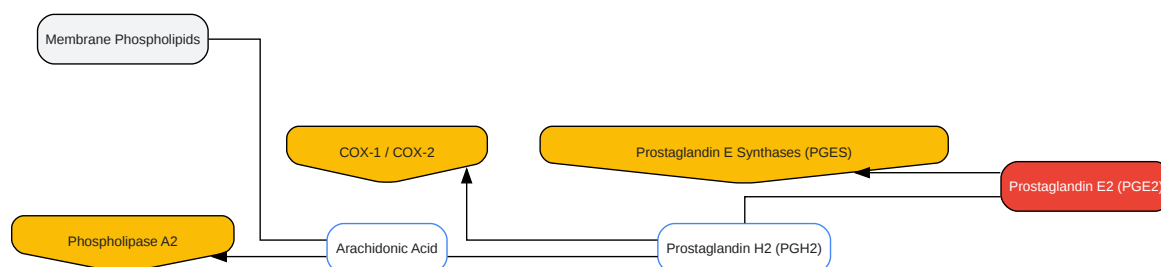 Membrane Phospholipids
COX-1 / COX-2
Prostaglandin E Synthases (PGES)
Prostaglandin E2 (PGE2)
Phospholipase A2
Arachidonic Acid
Prostaglandin H2 (PGH2)